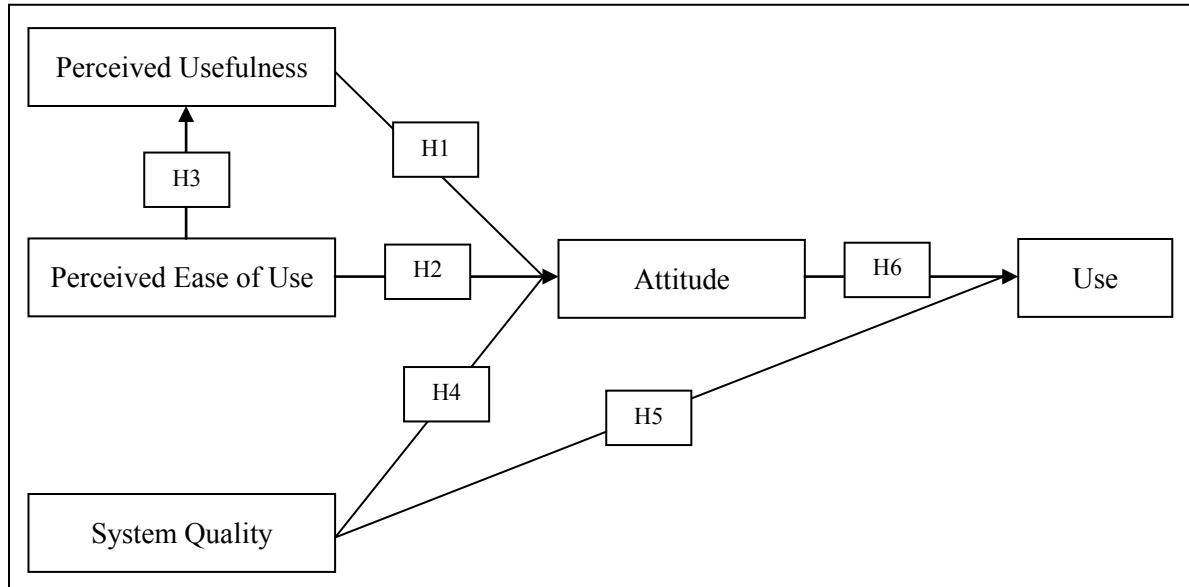 Perceived Usefulness
H1
H3
Perceived Ease of Use
H2
Attitude
H6
Use
H4
H5
System Quality